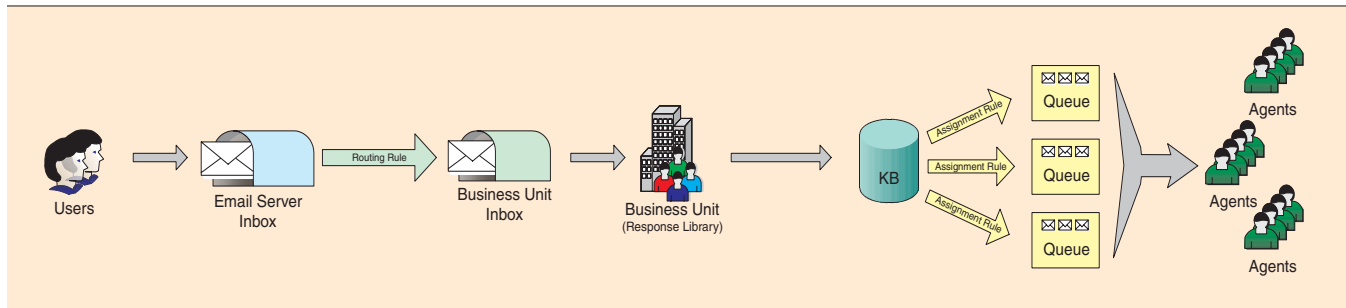 Users
Email Server
Inbox
Routing Rule
Business Unit
Inbox
Business Unit
(Response Library)
KB
Assignment Rule
Assignment Rule
Assignment Rule
Queue
Queue
Queue
Agents
Agents
Agents